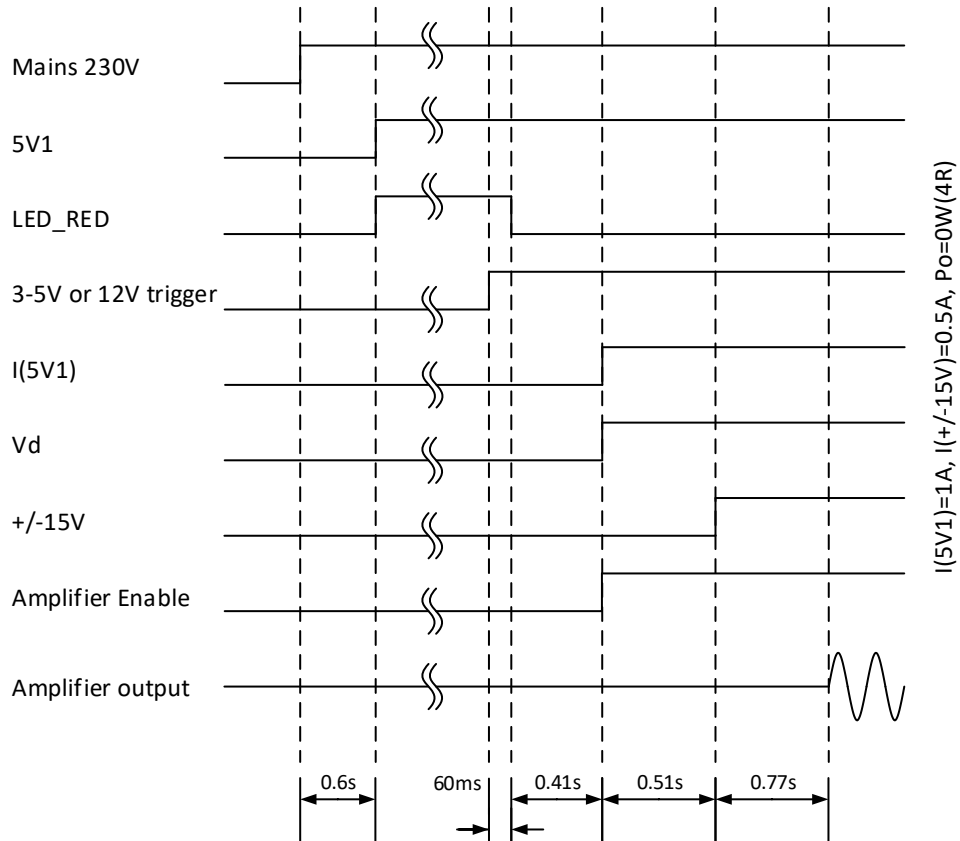 Mains 230V
5V1
LED_RED
3-5V or 12V trigger
I(5V1)
Vd
+/-15V
Amplifier Enable
Amplifier output
0.6s
60ms
0.41s
0.51s
0.77s
I(5V1)=1A, I(+/-15V)=0.5A, Po=0W(4R)